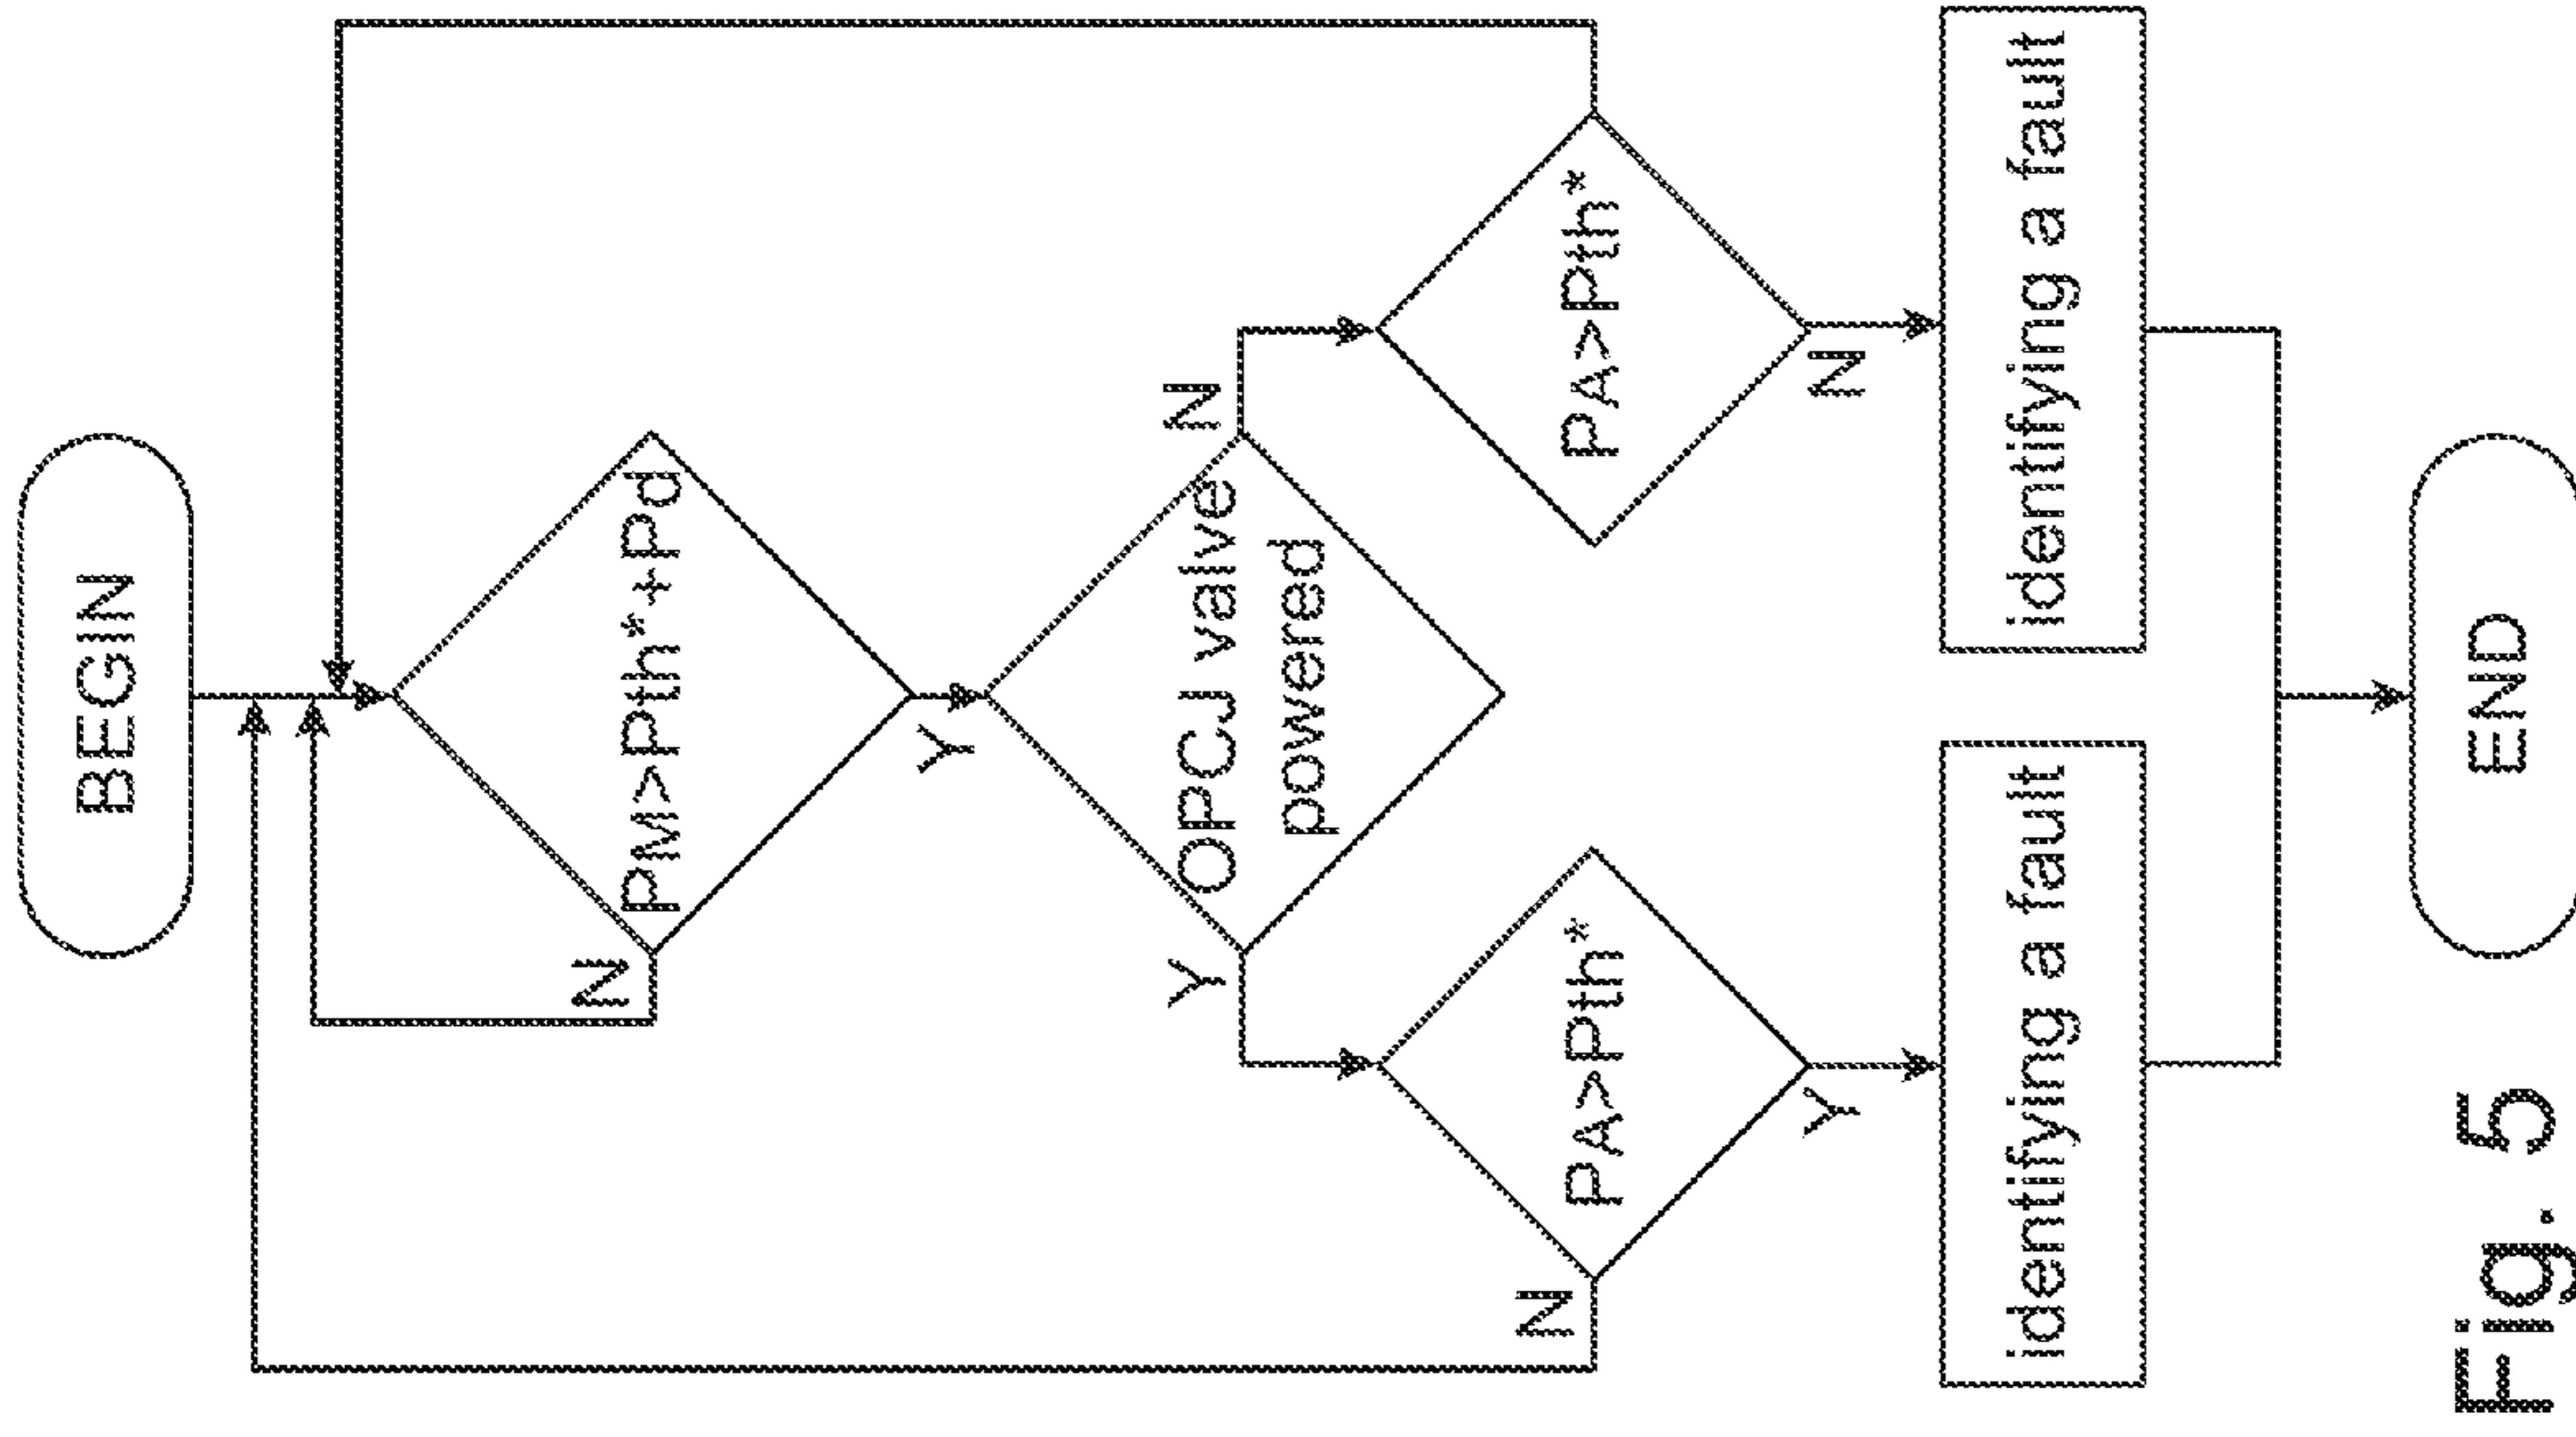 BEGIN
PM>Pth*+Pd
N
Y
OPCJ valve
powered
Y
N
PA>Pth*
N
Y
PA>Pth*
N
identifying a fault
identifying a fault
END
Fig. 5